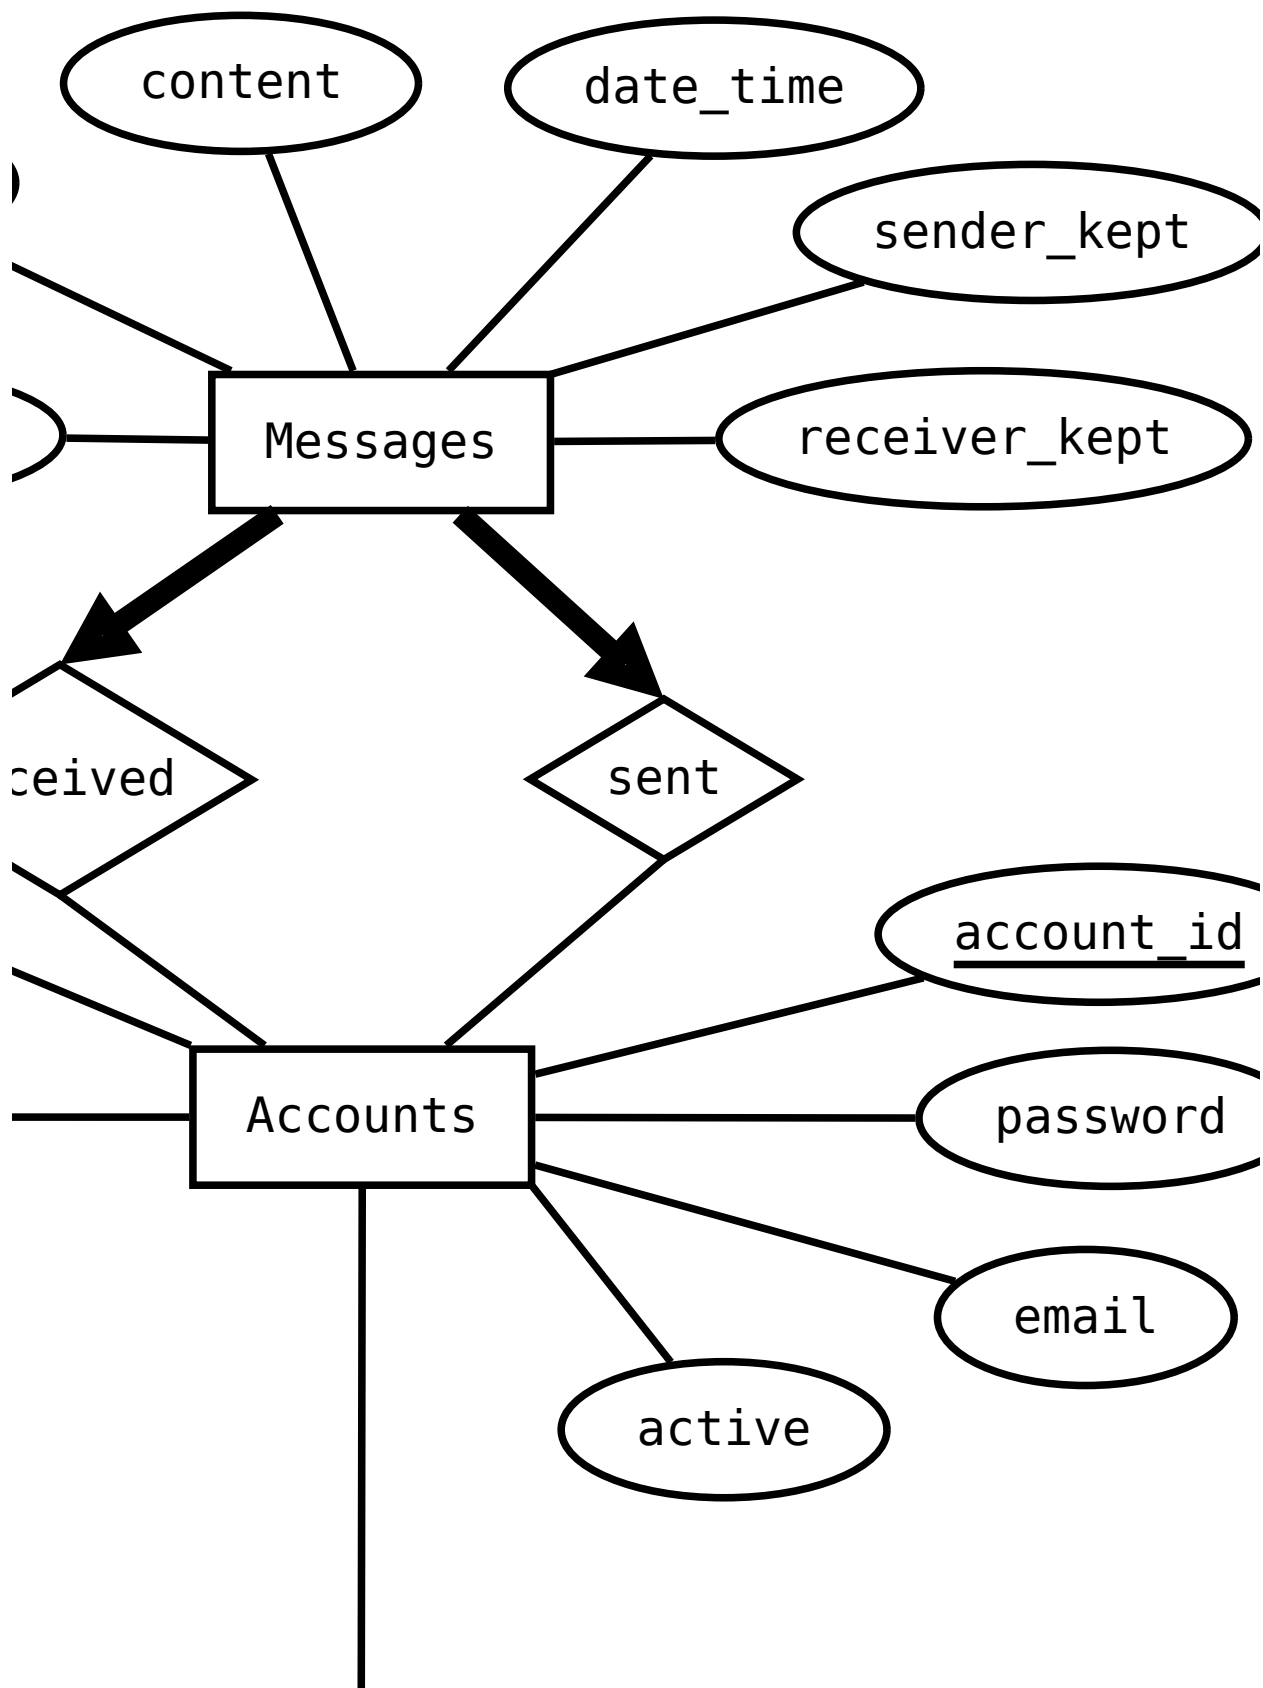 content
date_time
sender_kept
Messages
receiver_kept
ceived
sent
account_id
Accounts
password
email
active